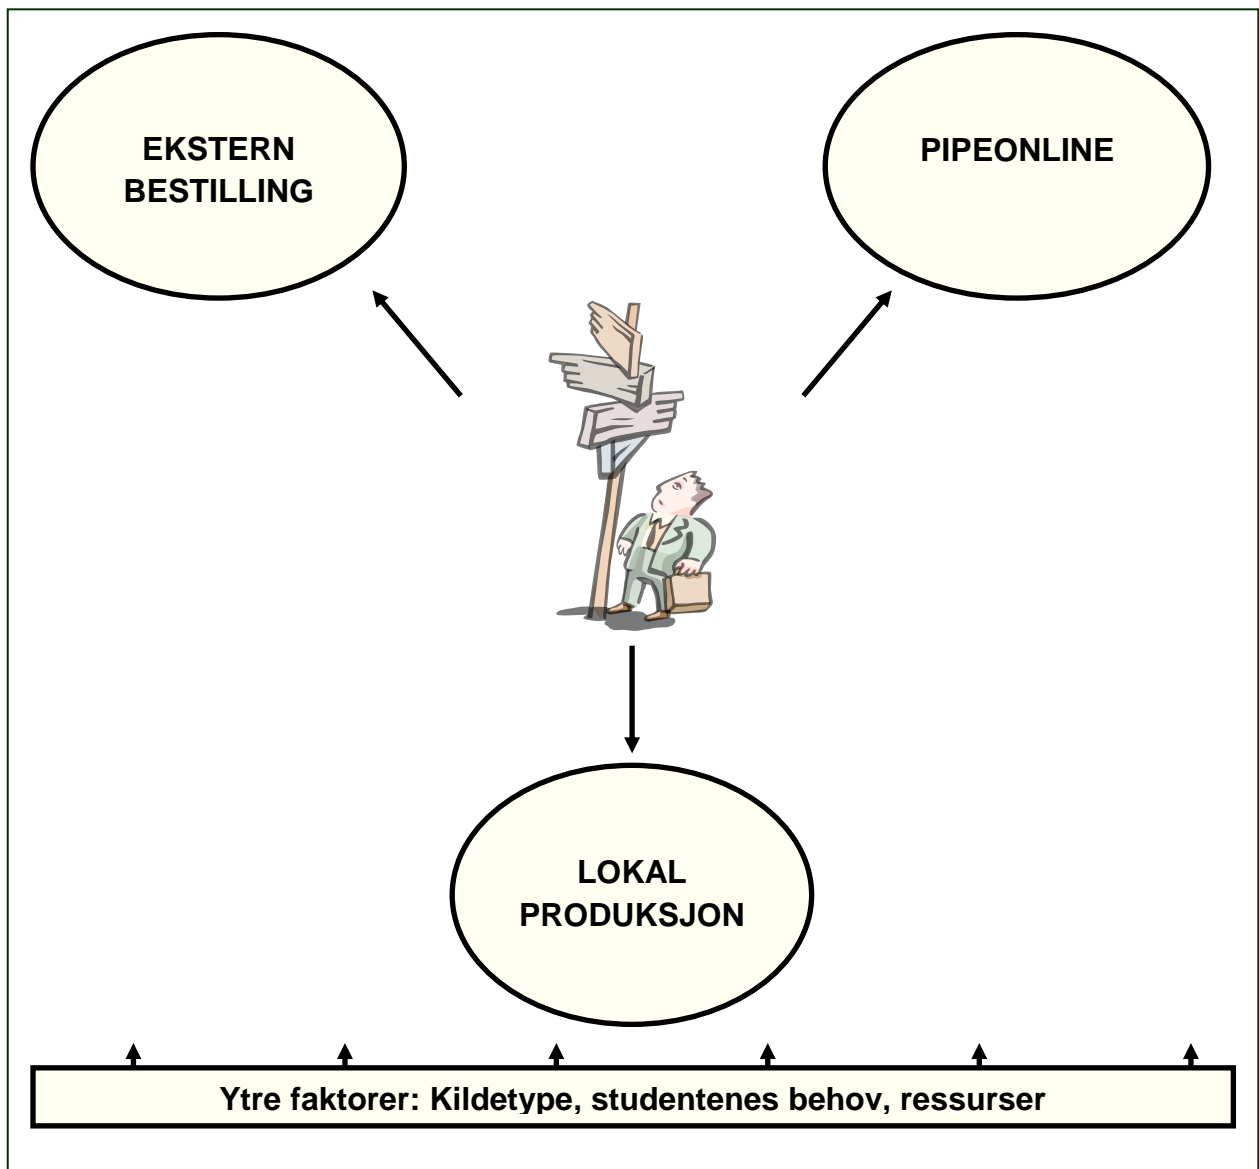 EKSTERN
BESTILLING
PIPEONLINE
LOKAL
PRODUKSJON
Ytre faktorer: Kildetype, studentenes behov, ressurser